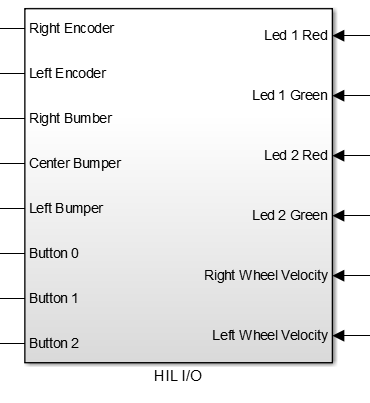 Right Encoder
Left Encoder
Right Bumber
Center Bumper
Left Bumper
Button 0
Button 1
Button 2
Led 1 Red
Led 1 Green
Led 2 Red
Led 2 Green
Right Wheel Velocity
Left Wheel Velocity
HIL I/O